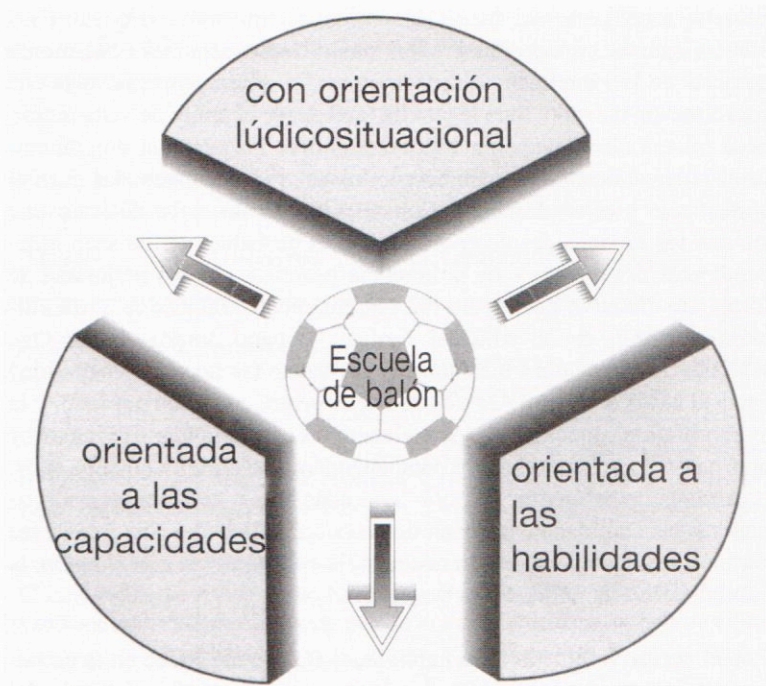 con orientación
lúdicosituacional
Escuela
de balón
orientada
a las
capacidades
orientada a
las
habilidades